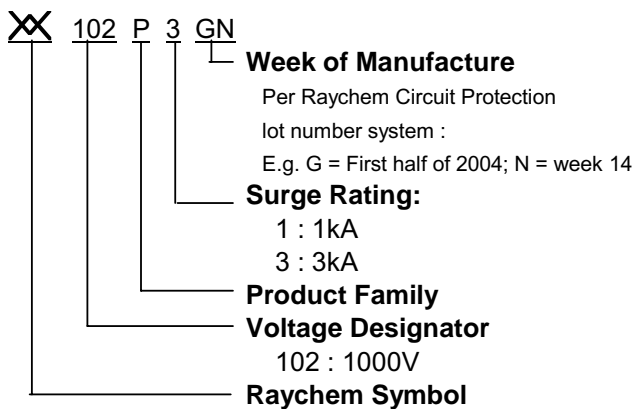 102 P 3 GN
Week of Manufacture
Per Raychem Circuit Protection
lot number system :
E.g. G = First half of 2004; N = week 14
Surge Rating:
1 : 1kA
3 : 3kA
Product Family
Voltage Designator
102 : 1000V
Raychem Symbol